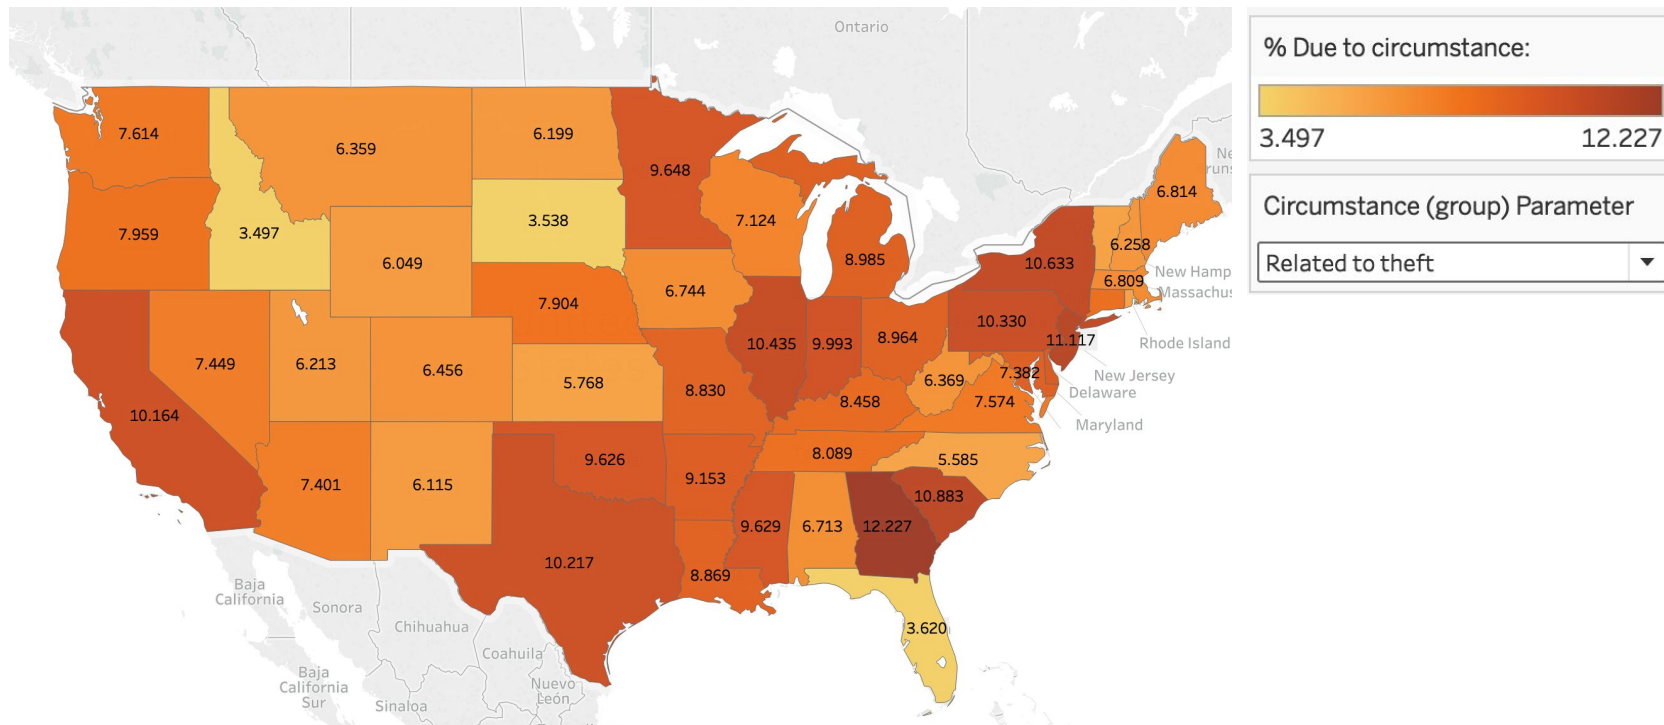 Ontario
7.614
6.359
6.199
9.648
7.124
8.985
6.814
Ne
runs
7.959
3.497
3.538
6.049
6.258
10.633
6.809
New Hamp
Massachus
7.904
6.744
10.435
9.993
8.964
10.330
11.117
Rhode Island
7.449
6.213
6.456
5.768
8.830
6.369
7.382
New Jersey
Delaware
8.458
7.574
Maryland
10.164
7.401
6.115
9.626
9.153
8.089
5.585
10.883
9.629
6.713
12.227
10.217
8.869
3.620
Baja
California
Sonora
Chihuahua
Coahuila
Baja
California
Sur
Sinaloa
Nuevo
León
% Due to circumstance:
3.497 12.227
Circumstance (group) Parameter
Related to theft